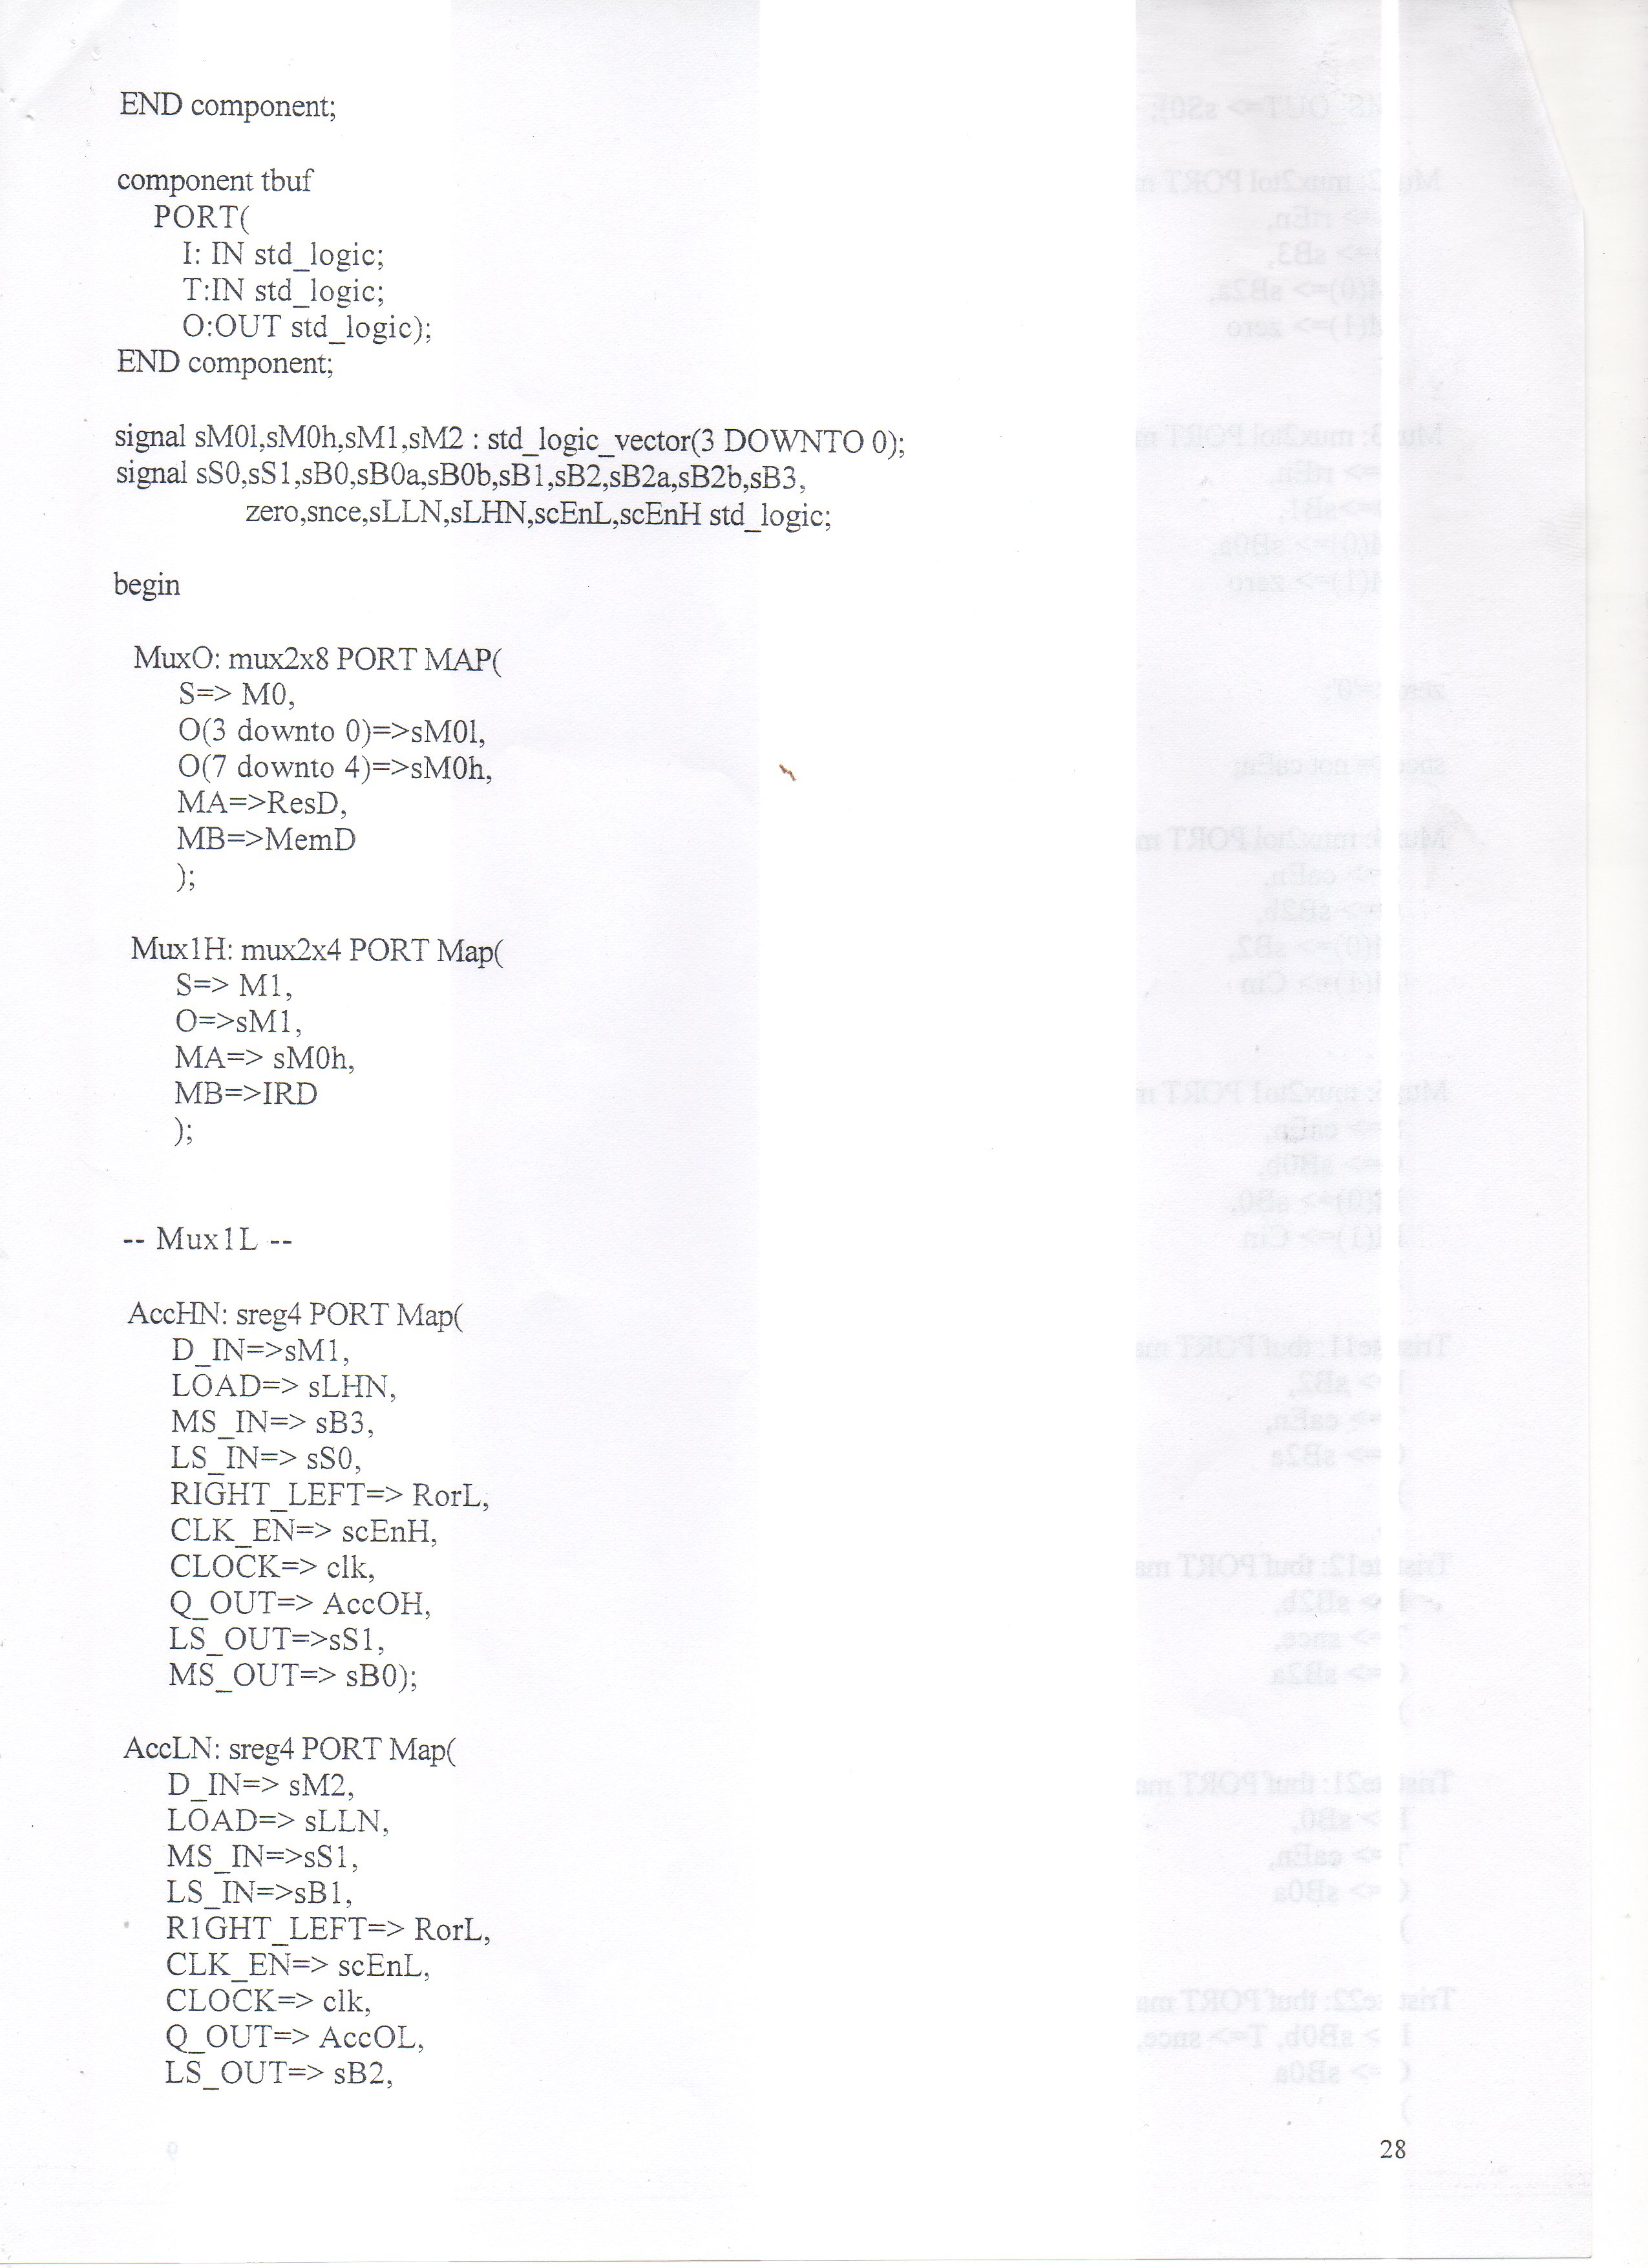 END component;
component tbuf
PORT(
I: IN std_logic;
T:IN std_logic;
O:OUT std_logic);
END component;
signal sM0l,sM0h,sM1,sM2 : std_logic_vector(3 DOWNTO 0);
signal sS0,sS1,sB0,sB0a,sB0b,sB1,sB2,sB2a,sB2b,sB3,
zero,snce,sLLN,sLHN,scEnL,scEnH std_logic;
begin
MuxO: mux2x8 PORT MAP(
S=> M0,
O(3 downto 0)=>sM0l,
O(7 downto 4)=>sM0h,
MA=>ResD,
MB=>MemD
);
Mux1H: mux2x4 PORT Map(
S=> M1,
O=>sM1,
MA=> sM0h,
MB=>IRD
);
-- Mux1L --
AccHN: sreg4 PORT Map(
D_IN=>sM1,
LOAD=> sLHN,
MS_IN=> sB3,
LS_IN=> sS0,
RIGHT_LEFT=> RorL,
CLK_EN=> scEnH,
CLOCK=> clk,
Q_OUT=> AccOH,
LS_OUT=>sS1,
MS_OUT=> sB0);
AccLN: sreg4 PORT Map(
D_IN=> sM2,
LOAD=> sLLN,
MS_IN=>sS1,
LS_IN=>sB1,
R1GHT_LEFT=> RorL,
CLK_EN=> scEnL,
CLOCK=> clk,
Q_OUT=> AccOL,
LS_OUT=> sB2,
28